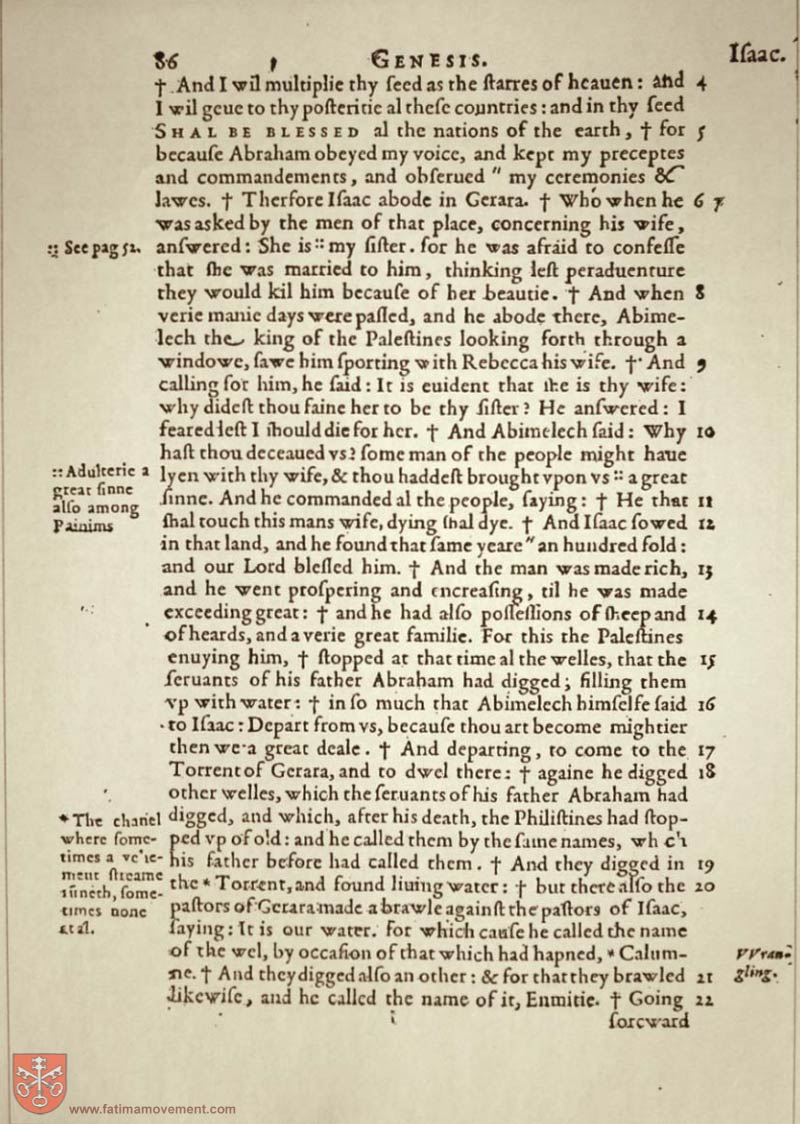 86 GENESIS. Iſaac.
† And I wil multiplie thy ſeed as the ſtarres of heauen: and 4
I wil geue to thy poſteritie al theſe countries: and in thy ſeed
SHAL BE BLESSED al the nations of the earth, † for 5
becauſe Abraham obeyed my voice, and kept my preceptes
and commandements, and obſerued " my ceremonies &
lawes. † Therfore Iſaac abode in Gerara. † Who when he 6 7
was asked by the men of that place, concerning his wife,
:: See pag 52.
anſwered: She is :: my ſiſter. for he was afraid to confeſſe
that ſhe was married to him, thinking leſt peraduenture
they would kil him becauſe of her beautie. † And when 8
verie manie days were paſſed, and he abode there, Abime-
lech the king of the Paleſtines looking forth through a
windowe, ſawe him ſporting with Rebecca his wife. † And 9
calling for him, he ſaid: It is euident that ſhe is thy wife:
why dideſt thou faine her to be thy ſiſter? He anſwered: I
feared leſt I ſhould die for her. † And Abimelech ſaid: Why 10
haſt thou deceaued vs? ſome man of the people might haue
:: Adulterie a
great ſinne
alſo among
Painims
lyen with thy wife, & thou haddeſt brought vpon vs :: a great
ſinne. And he commanded al the people, ſaying: † He that 11
ſhal touch this mans wife, dying ſhal dye. † And Iſaac ſowed 12
in that land, and he found that ſame yeare " an hundred fold:
and our Lord bleſſed him. † And the man was made rich, 13
and he went proſpering and encreaſing, til he was made
exceeding great: † and he had alſo poſſeſſions of ſheep and 14
of heards, and a verie great familie. For this the Paleſtines
enuying him, † ſtopped at that time al the welles, that the 15
ſeruants of his father Abraham had digged; filling them
vp with water: † in ſo much that Abimelech himſelfe ſaid 16
to Iſaac: Depart from vs, becauſe thou art become mightier
then we a great deale. † And departing, to come to the 17
Torrent of Gerara, and to dwel there: † againe he digged 18
other welles, which the ſeruants of his father Abraham had
* The chanel
where ſome-
times a vehe-
ment ſtreame
runeth, ſome-
times none
at al.
digged, and which, after his death, the Philiſtines had ſtop-
ped vp of old: and he called them by the ſame names, which
his father before had called them. † And they digged in 19
the * Torrent, and found liuing water: † but there alſo the 20
paſtors of Gerara made a brawle againſt the paſtors of Iſaac,
ſaying: It is our water. For which cauſe he called the name
of the wel, by occaſion of that which had hapned, * Calum-
VVran-
gling.
nie. † And they digged alſo an other: & for that they brawled 21
likewiſe, and he called the name of it, Enmitie. † Going 22
foreward
www.fatimamovement.com